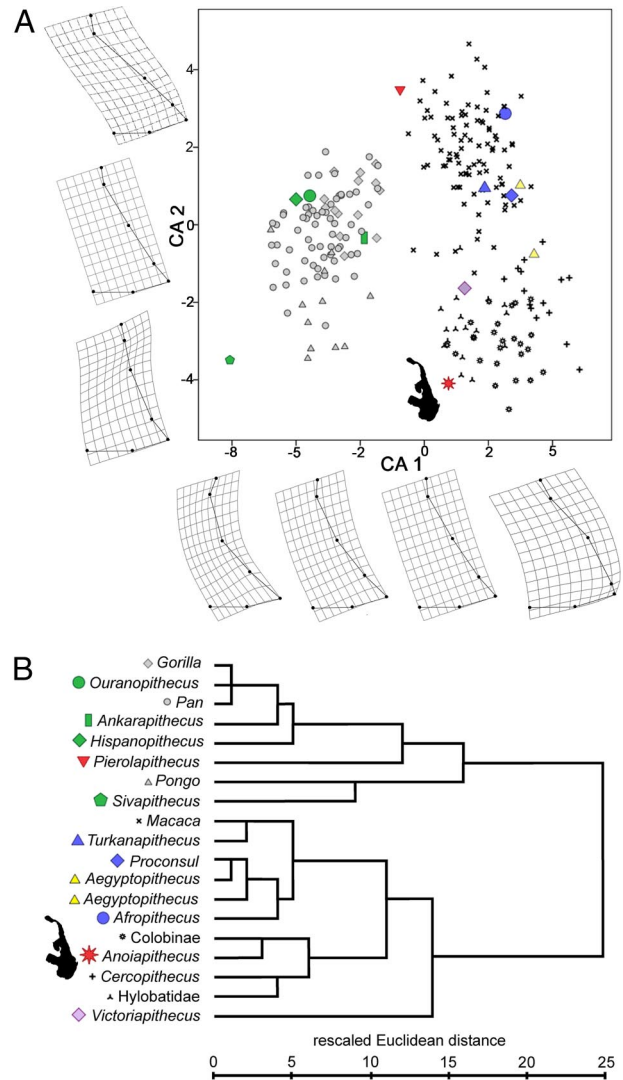 A
CA 2
4
2
0
-2
-4
-8
-5
-2
0
2
5
CA 1
B
Gorilla
Ouranopithecus
Pan
Ankarapithecus
Hispanopithecus
Pierolapithecus
Pongo
Sivapithecus
Macaca
Turkanapithecus
Proconsul
Aegyptopithecus
Aegyptopithecus
Afropithecus
Colobinae
Anoiapithecus
Cercopithecus
Hylobatidae
Victoriapithecus
rescaled Euclidean distance
0 5 10 15 20 25